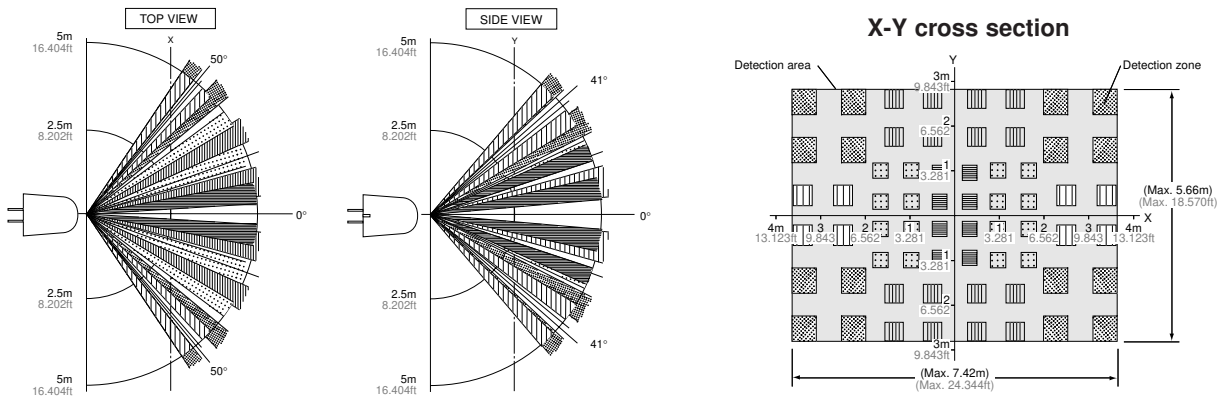 TOP VIEW
X
5m
16.404ft
50°
2.5m
8.202ft
0°
2.5m
8.202ft
50°
5m
16.404ft
SIDE VIEW
Y
5m
16.404ft
41°
2.5m
8.202ft
0°
2.5m
8.202ft
41°
5m
16.404ft
X-Y cross section
Detection area
Y
Detection zone
3m
9.843ft
2
6.562
1
3.281
(Max. 5.66m)
(Max. 18.570ft)
X
4m 3 2 1 1 2 3 4m
13.123ft 9.843 6.562 3.281 3.281 6.562 9.843 13.123ft
1
3.281
2
6.562
3m
9.843ft
(Max. 7.42m)
(Max. 24.344ft)